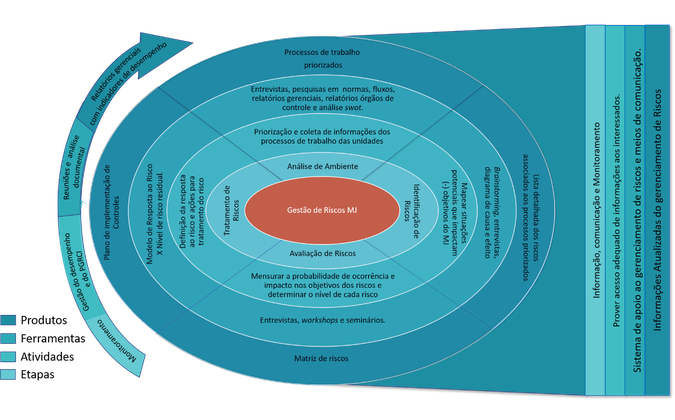 Processos de trabalho
priorizados
Entrevistas, pesquisas em normas, fluxos,
relatórios gerenciais, relatórios órgãos de
controle e análise swot.
Priorização e coleta de informações dos
processos de trabalho das unidades
Análise de Ambiente
Gestão de Riscos MJ
Identificação de
Riscos
Mapear situações
potenciais que impactem
(-) objetivos do MJ
Brainstorming, entrevistas,
diagrama de causa e efeito
Lista detalhada dos riscos
associados aos processos priorizados
Avaliação de Riscos
Mensurar a probabilidade de ocorrência e
impacto nos objetivos dos riscos e
determinar o nível de cada risco
Entrevistas, workshops e seminários.
Matriz de riscos
Tratamento de
Riscos
Definição da resposta
ao risco e ações para
tratamento do risco
Modelo de Resposta ao Risco
X Nível de risco residual.
Plano de implementação de
Controles
Monitoramento
Gestão do desempenho
e do PGRCI
Reuniões e análise
documental
Relatórios gerenciais
com indicadores de desempenho
Informação, comunicação e Monitoramento
Prover acesso adequado de informações aos interessados.
Sistema de apoio ao gerenciamento de riscos e meios de comunicação.
Informações Atualizadas do gerenciamento de Riscos
Produtos
Ferramentas
Atividades
Etapas